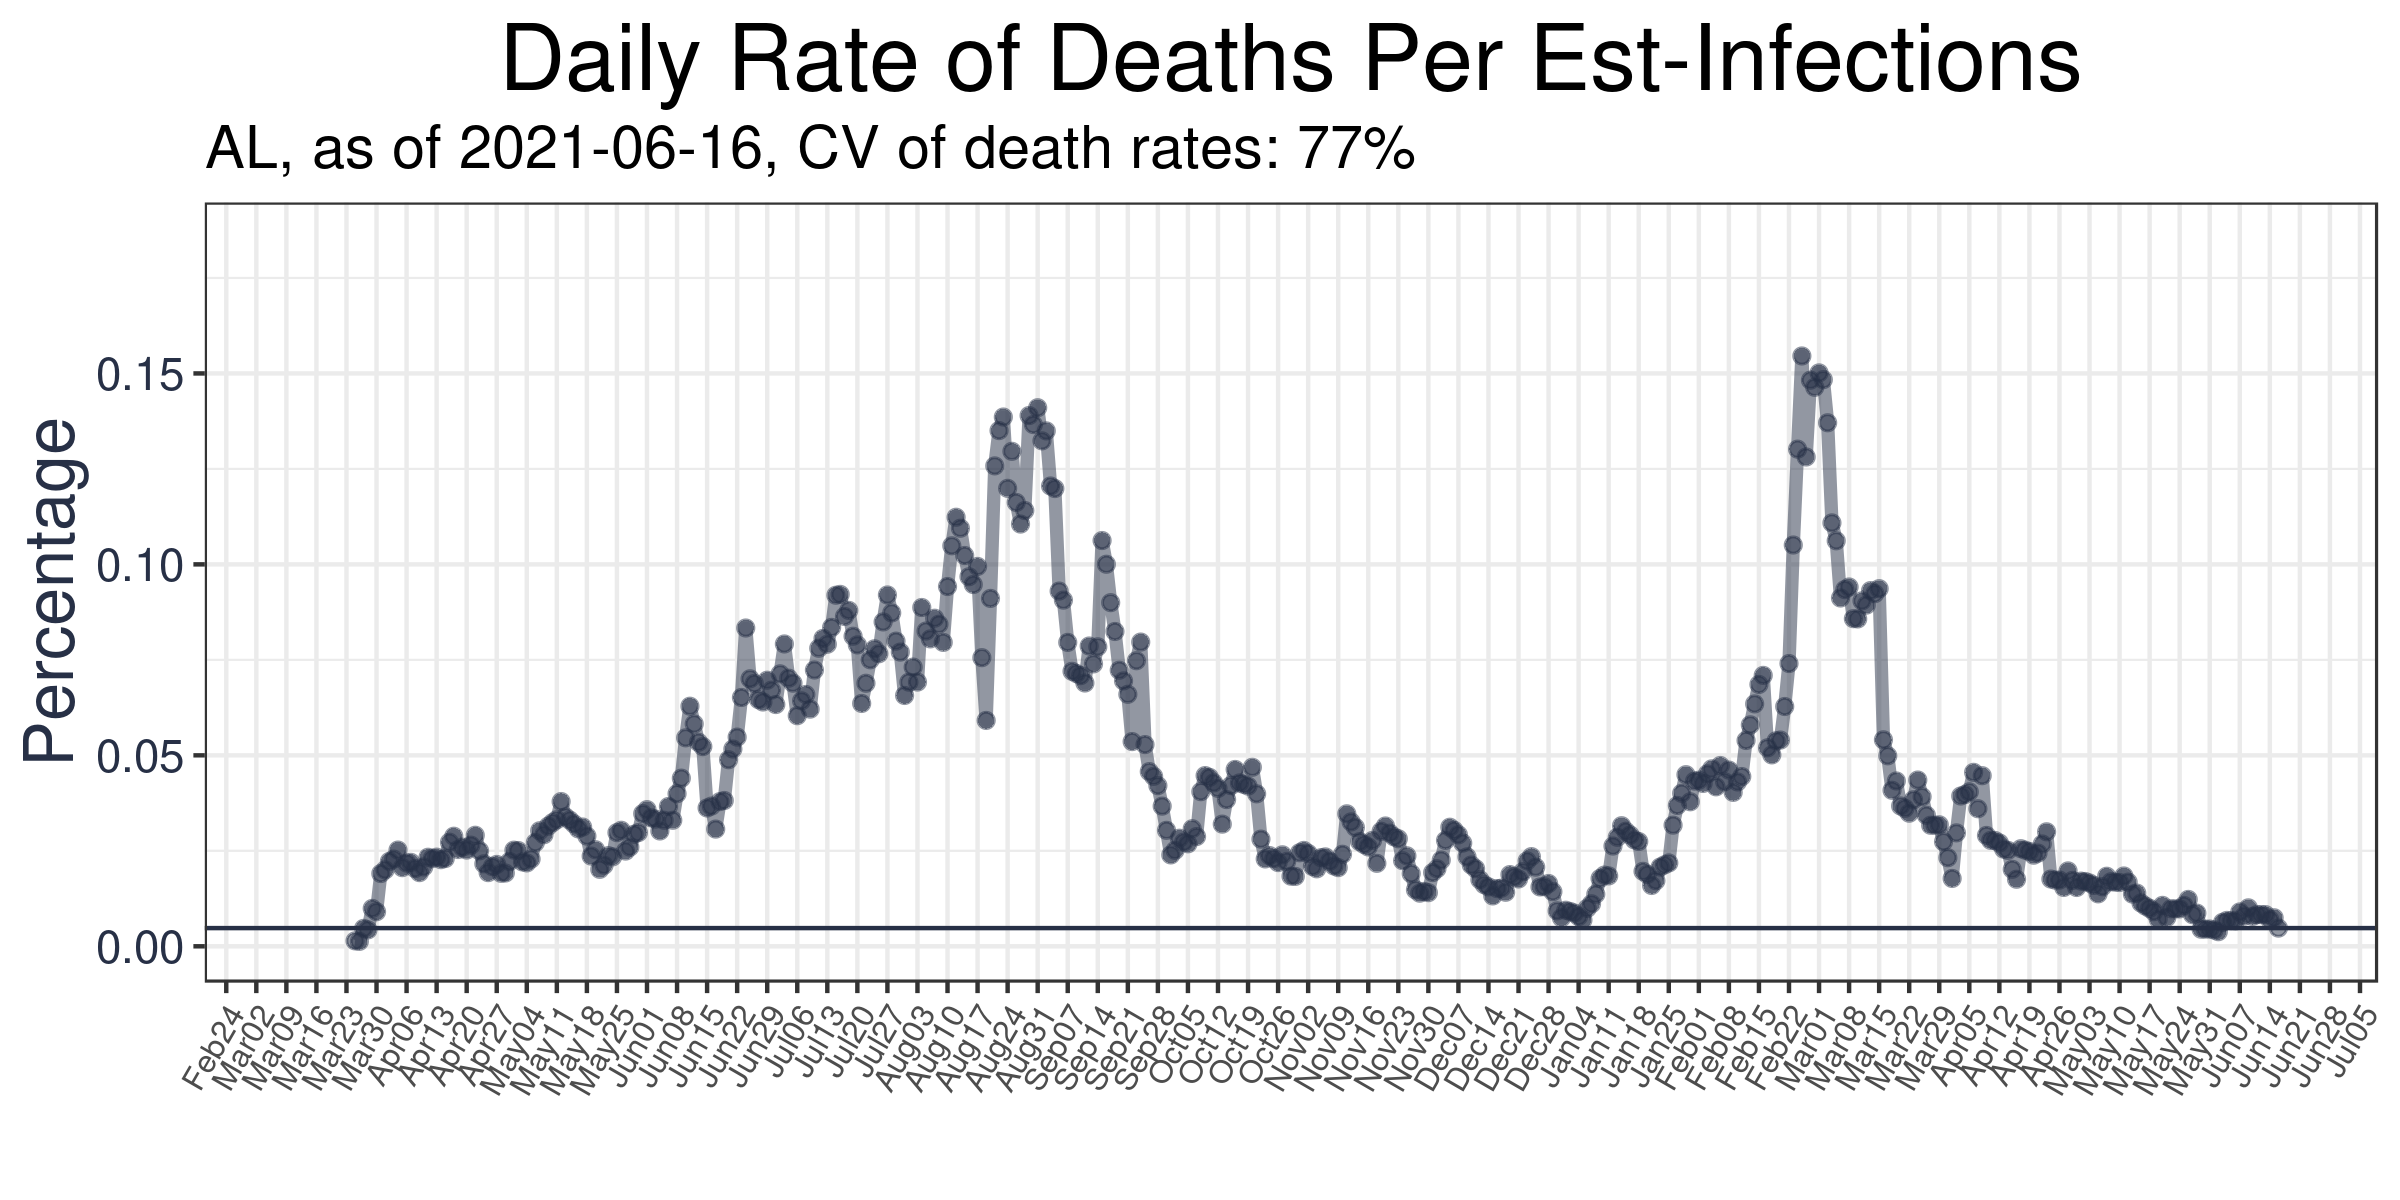 Daily Rate of Deaths Per Est-Infections
AL, as of 2021-06-16, CV of death rates: 77%
Percentage
0.15
0.10
0.05
0.00
Feb24
Mar02
Mar09
Mar16
Mar23
Mar30
Apr06
Apr13
Apr20
Apr27
May04
May11
May18
May25
Jun01
Jun08
Jun15
Jun22
Jun29
Jul06
Jul13
Jul20
Jul27
Aug03
Aug10
Aug17
Aug24
Aug31
Sep07
Sep14
Sep21
Sep28
Oct05
Oct12
Oct19
Oct26
Nov02
Nov09
Nov16
Nov23
Nov30
Dec07
Dec14
Dec21
Dec28
Jan04
Jan11
Jan18
Jan25
Feb01
Feb08
Feb15
Feb22
Mar01
Mar08
Mar15
Mar22
Mar29
Apr05
Apr12
Apr19
Apr26
May03
May10
May17
May24
May31
Jun07
Jun14
Jun21
Jun28
Jul05